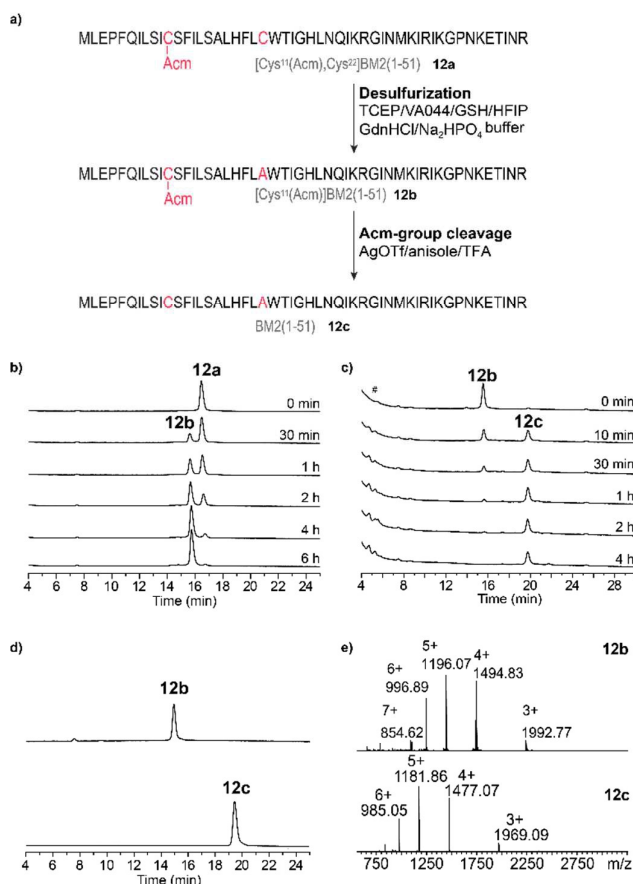 a)
MLEPFQILSICSFILSALHFLCWTIGHLNQIKRGINMKIRIKGPNKETINR
Acm
[Cys¹¹(Acm),Cys²²]BM2(1-51) 12a
Desulfurization
TCEP/VA044/GSH/HFIP
GdnHCl/Na₂HPO₄ buffer
MLEPFQILSICSFILSALHFLAWTIGHLNQIKRGINMKIRIKGPNKETINR
Acm
[Cys¹¹(Acm)]BM2(1-51) 12b
Acm-group cleavage
AgOTf/anisole/TFA
MLEPFQILSICSFILSALHFLAWTIGHLNQIKRGINMKIRIKGPNKETINR
BM2(1-51) 12c
b)
12a
0 min
12b
30 min
1 h
2 h
4 h
6 h
4 6 8 10 12 14 16 18 20 22 24
Time (min)
c)
#
12b
0 min
12c
10 min
30 min
1 h
2 h
4 h
4 8 12 16 20 24 28
Time (min)
d)
12b
12c
4 6 8 10 12 14 16 18 20 22 24
Time (min)
e)
12b
5+
1196.07
4+
1494.83
6+
996.89
7+
854.62
3+
1992.77
12c
5+
1181.86
4+
1477.07
6+
985.05
3+
1969.09
750 1250 1750 2250 2750 m/z